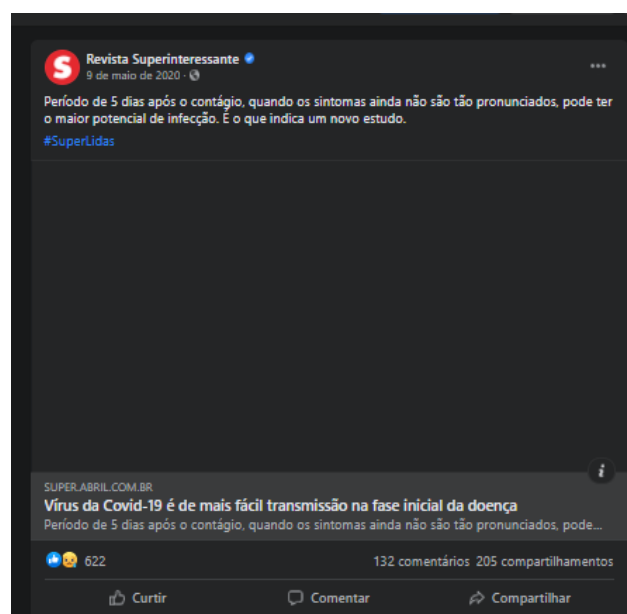 Revista Superinteressante
9 de maio de 2020 ·
Período de 5 dias após o contágio, quando os sintomas ainda não são tão pronunciados, pode ter
o maior potencial de infecção. É o que indica um novo estudo.
#SuperLidas
SUPER.ABRIL.COM.BR
Vírus da Covid-19 é de mais fácil transmissão na fase inicial da doença
Período de 5 dias após o contágio, quando os sintomas ainda não são tão pronunciados, pode...
622
132 comentários 205 compartilhamentos
Curtir Comentar Compartilhar